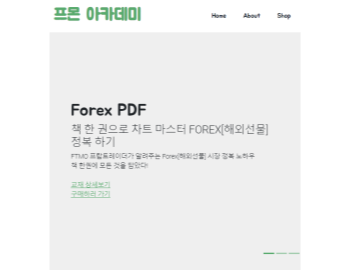 프몬 아카데미
Home About Shop
Forex PDF
책 한 권으로 차트 마스터 FOREX[해외선물]
정복 하기
FTMO 프랍트레이더가 알려주는 Forex[해외선물] 시장 정복 노하우
책 한권에 모든 것을 담았다!
교재 상세보기
구매하러 가기